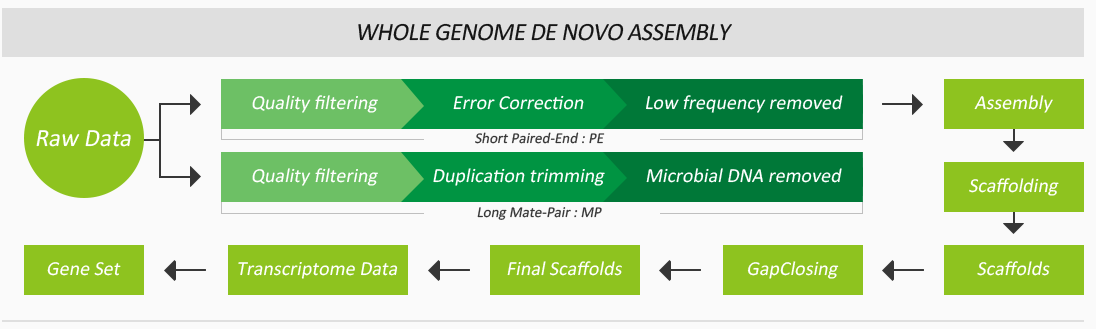 WHOLE GENOME DE NOVO ASSEMBLY
Raw Data
Quality filtering
Error Correction
Low frequency removed
Short Paired-End : PE
Quality filtering
Duplication trimming
Microbial DNA removed
Long Mate-Pair : MP
Assembly
Scaffolding
Scaffolds
GapClosing
Final Scaffolds
Transcriptome Data
Gene Set